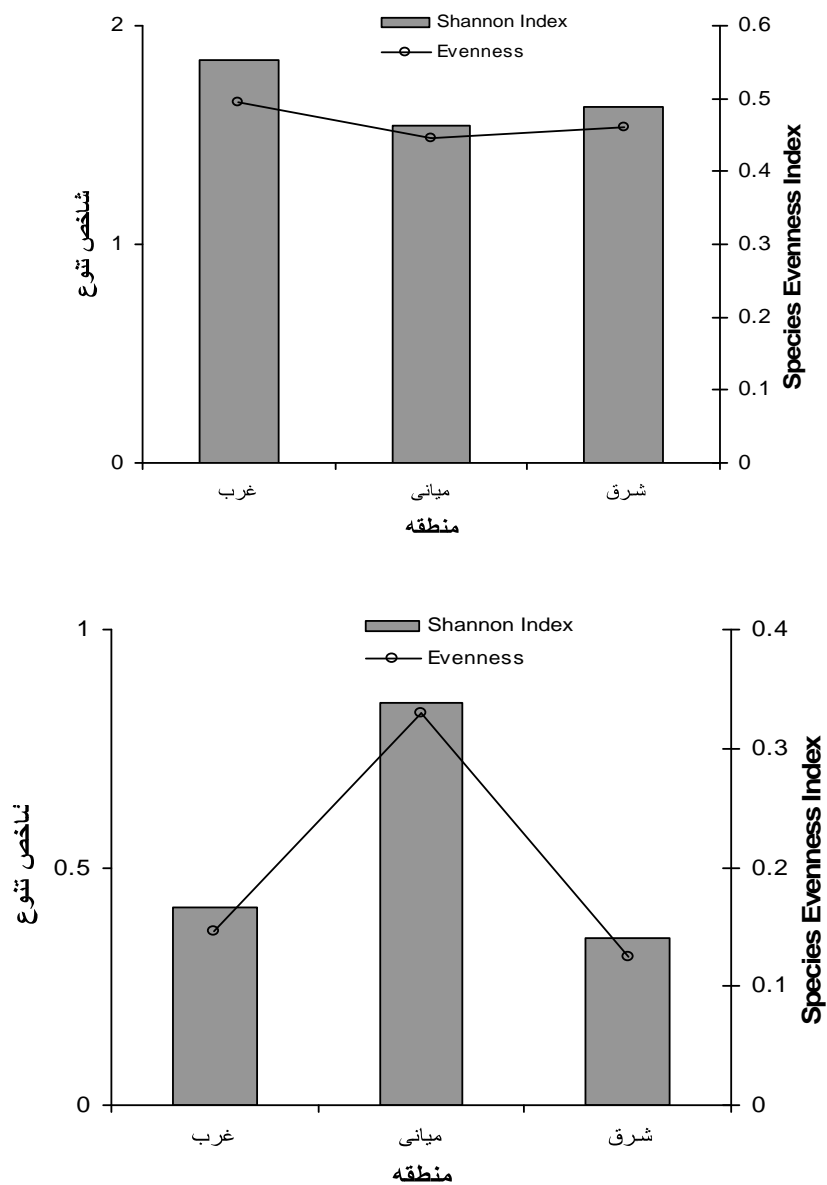 Shannon Index
Evenness
2
1
0
شاخص تنوع
0.6
0.5
0.4
0.3
0.2
0.1
0
Species Evenness Index
غرب
میانی
شرق
منطقه
Shannon Index
Evenness
1
0.5
0
شاخص تنوع
0.4
0.3
0.2
0.1
0
Species Evenness Index
غرب
میانی
شرق
منطقه